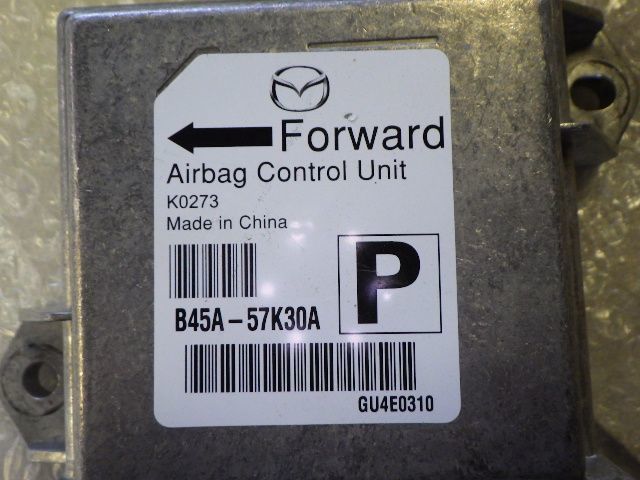 Forward
Airbag Control Unit
K0273
Made in China
P
B45A-57K30A
GU4E0310